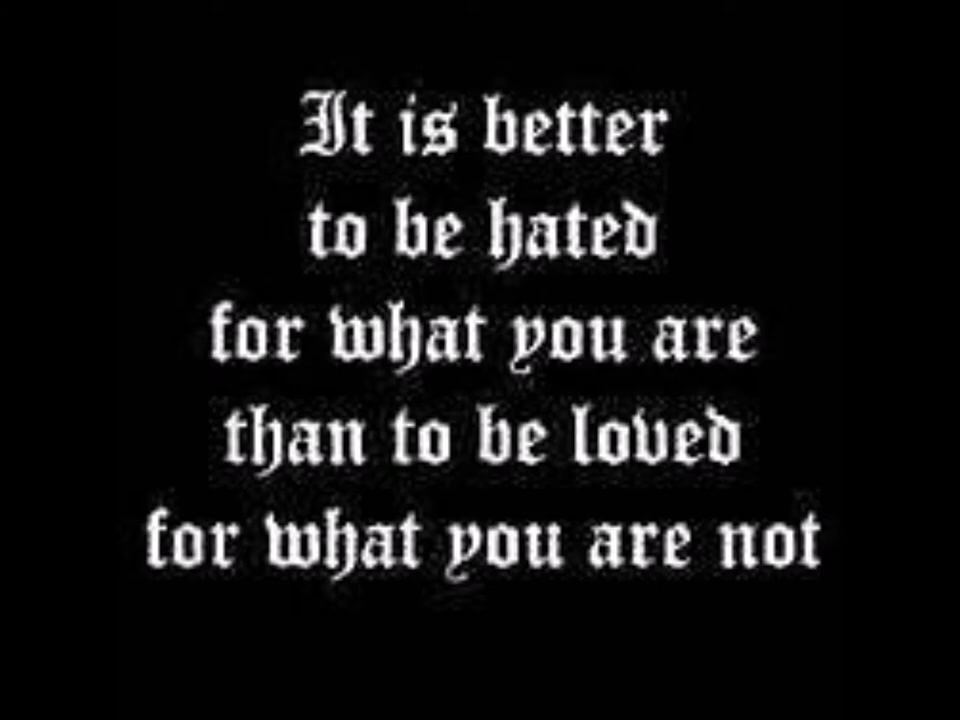 It is better
to be hated
for what you are
than to be loved
for what you are not